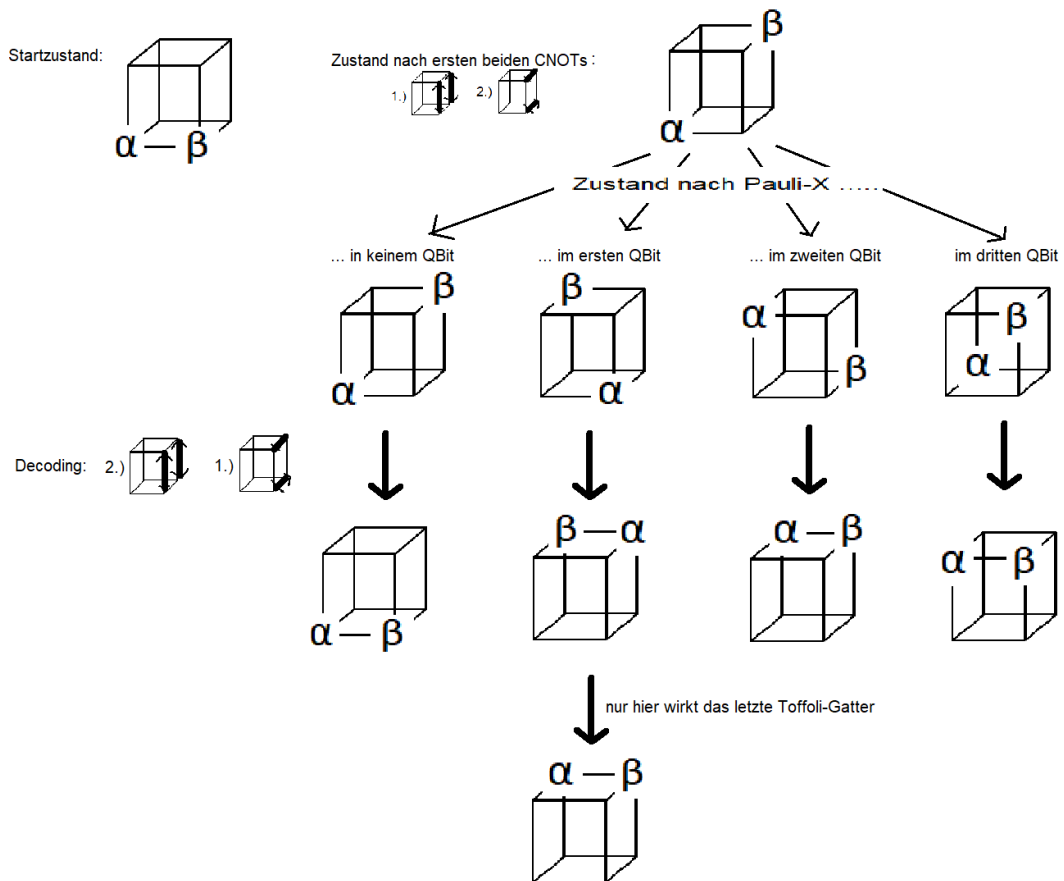 Startzustand:
Zustand nach ersten beiden CNOTs :
1.) 2.)
β
α
α — β
Zustand nach Pauli-X .....
... in keinem QBit
... im ersten QBit
... im zweiten QBit
im dritten QBit
β
α
β
α
α
β
β
α
Decoding: 2.) 1.)
α — β
β — α
α — β
α — β
nur hier wirkt das letzte Toffoli-Gatter
α — β